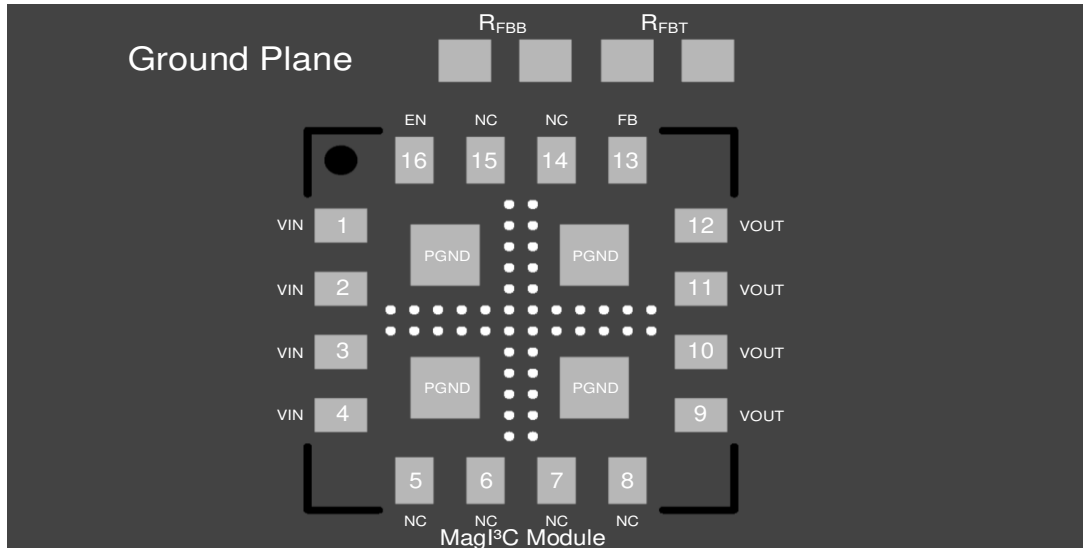 R_FBB R_FBT
Ground Plane
EN NC NC FB
16 15 14 13
VIN 1 12 VOUT
PGND PGND
VIN 2 11 VOUT
VIN 3 10 VOUT
PGND PGND
VIN 4 9 VOUT
5 6 7 8
NC NC NC NC
MagI³C Module